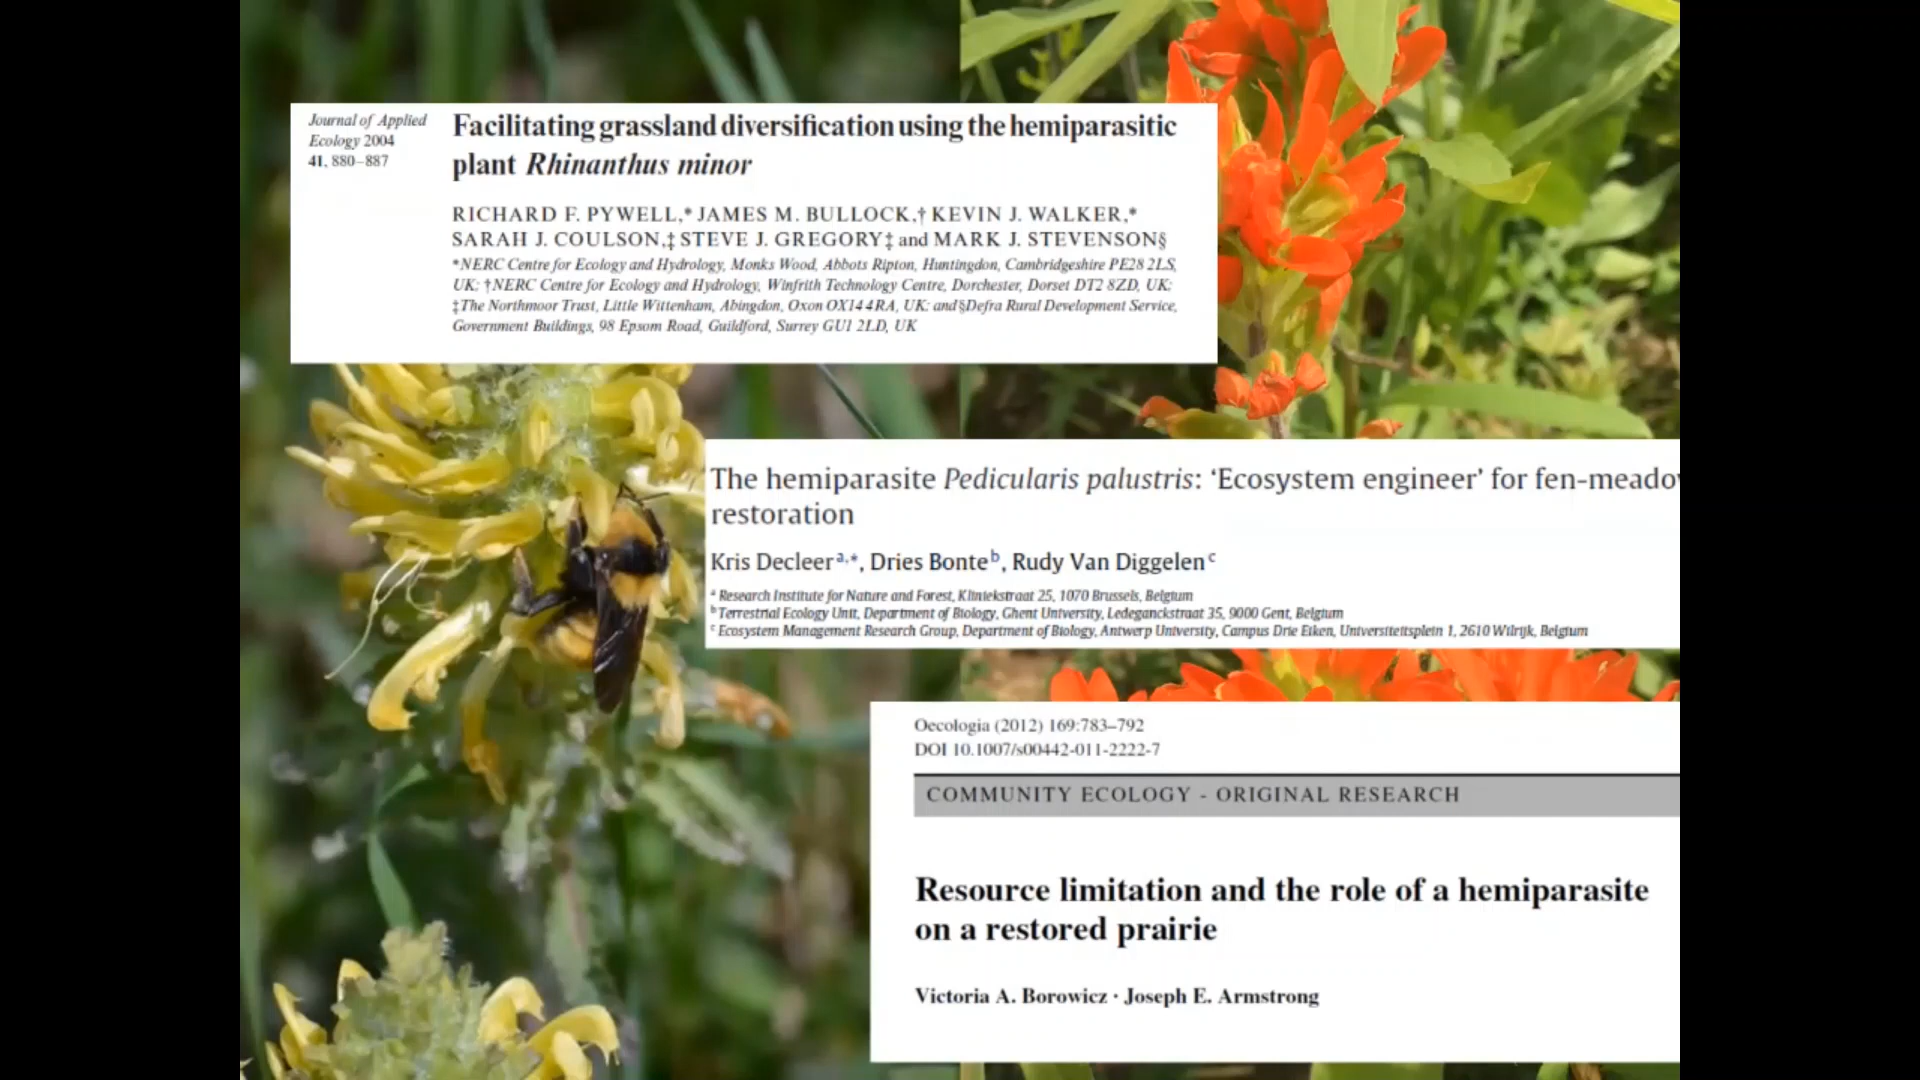 Journal of Applied
Ecology 2004
41, 880–887
Facilitating grassland diversification using the hemiparasitic
plant Rhinanthus minor
RICHARD F. PYWELL,* JAMES M. BULLOCK,† KEVIN J. WALKER,*
SARAH J. COULSON,‡ STEVE J. GREGORY‡ and MARK J. STEVENSON§
*NERC Centre for Ecology and Hydrology, Monks Wood, Abbots Ripton, Huntingdon, Cambridgeshire PE28 2LS,
UK; †NERC Centre for Ecology and Hydrology, Winfrith Technology Centre, Dorchester, Dorset DT2 8ZD, UK;
‡The Northmoor Trust, Little Wittenham, Abingdon, Oxon OX14 4RA, UK; and §Defra Rural Development Service,
Government Buildings, 98 Epsom Road, Guildford, Surrey GU1 2LD, UK
The hemiparasite Pedicularis palustris: ‘Ecosystem engineer’ for fen-meado
restoration
Kris Decleer a,*, Dries Bonte b, Rudy Van Diggelen c
a Research Institute for Nature and Forest, Kliniekstraat 25, 1070 Brussels, Belgium
b Terrestrial Ecology Unit, Department of Biology, Ghent University, Ledeganckstraat 35, 9000 Gent, Belgium
c Ecosystem Management Research Group, Department of Biology, Antwerp University, Campus Drie Eiken, Universiteitsplein 1, 2610 Wilrijk, Belgium
Oecologia (2012) 169:783–792
DOI 10.1007/s00442-011-2222-7
COMMUNITY ECOLOGY - ORIGINAL RESEARCH
Resource limitation and the role of a hemiparasite
on a restored prairie
Victoria A. Borowicz · Joseph E. Armstrong